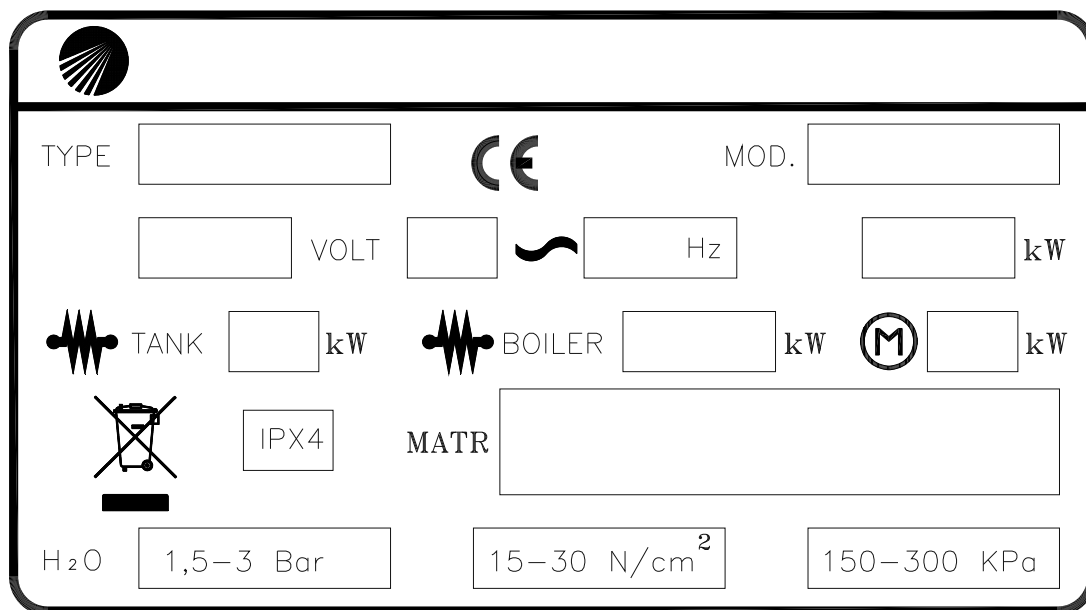 TYPE CE MOD.
VOLT Hz kW
TANK kW BOILER kW M kW
IPX4 MATR
H₂O 1,5-3 Bar 15-30 N/cm² 150-300 KPa